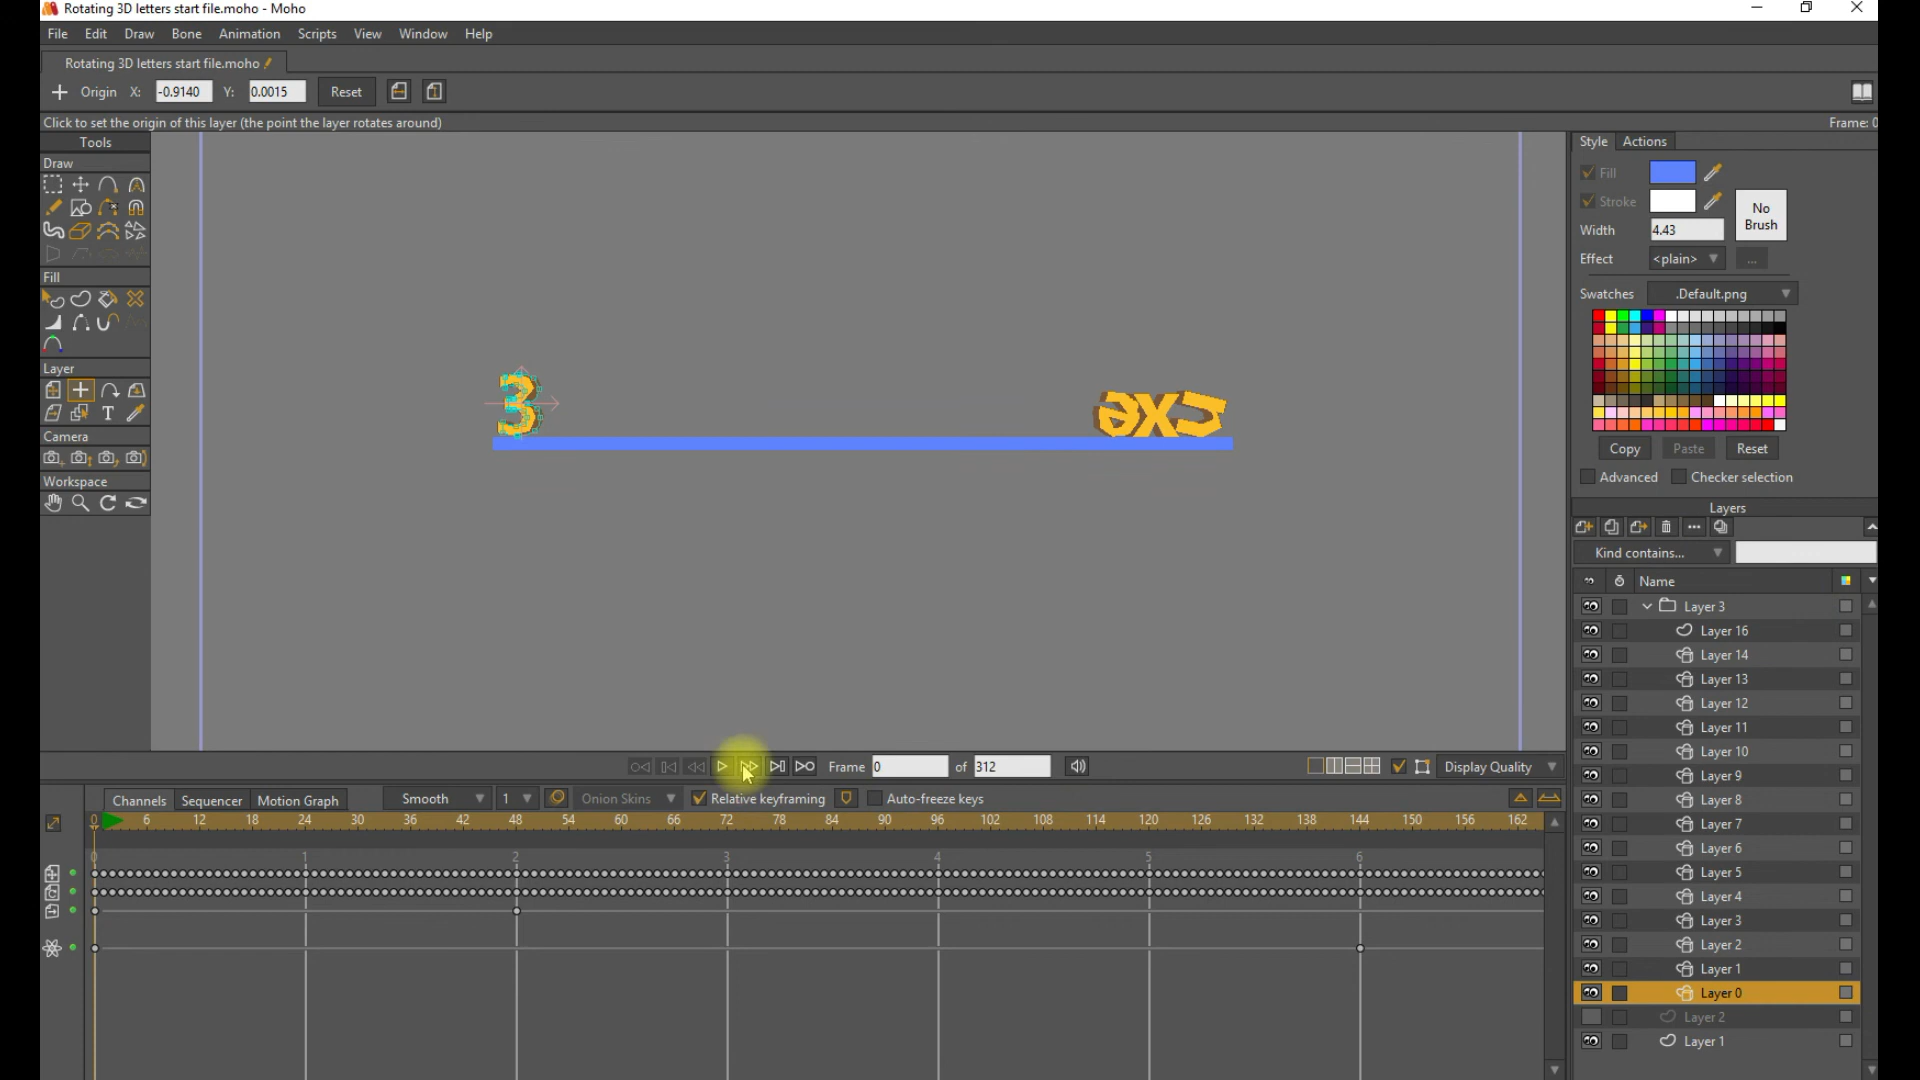 Rotating 3D letters start file.moho - Moho
File Edit Draw Bone Animation Scripts View Window Help
Rotating 3D letters start file.moho
Origin X: -0.9140 Y: 0.0015 Reset
Click to set the origin of this layer (the point the layer rotates around)
Frame: 0
Tools
Draw
Fill
Layer
Camera
Workspace
3
Style Actions
Fill
Stroke
No Brush
Width 4.43
Effect <plain> ...
Swatches .Default.png
Copy Paste Reset
Advanced Checker selection
Layers
Kind contains...
Name
Layer 3
Layer 16
Layer 14
Layer 13
Layer 12
Layer 11
Layer 10
Layer 9
Layer 8
Layer 7
Layer 6
Layer 5
Layer 4
Layer 3
Layer 2
Layer 1
Layer 0
Layer 2
Layer 1
Frame 0 of 312 Display Quality
Channels Sequencer Motion Graph Smooth 1 Onion Skins Relative keyframing Auto-freeze keys
0 6 12 18 24 30 36 42 48 54 60 66 72 78 84 90 96 102 108 114 120 126 132 138 144 150 156 162
0 1 2 3 4 5 6